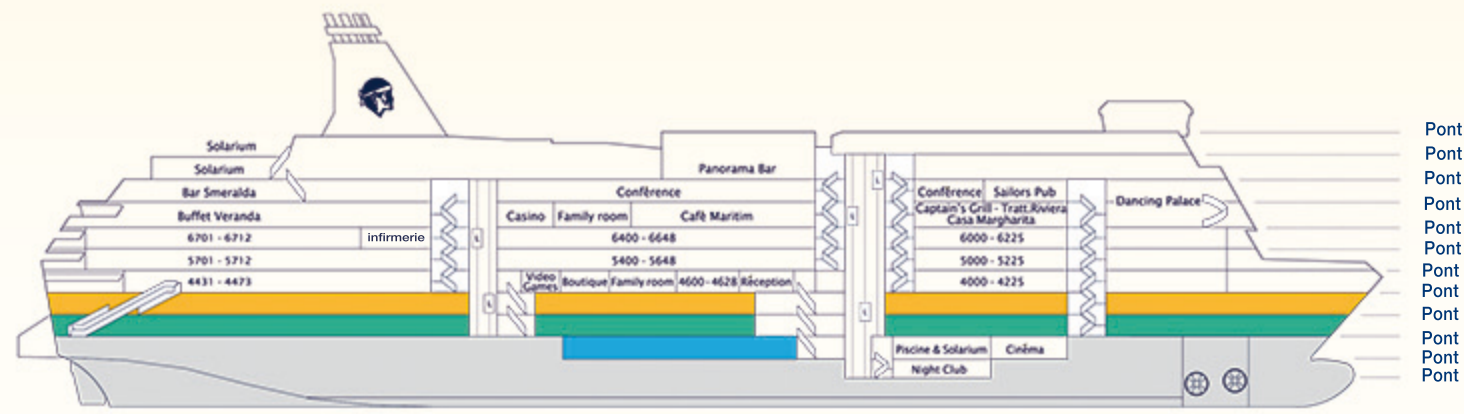 Solarium
Pont
Pont
Solarium
Panorama Bar
Pont
Bar Smeralda
Conférence
Conférence
Sailors Pub
Dancing Palace
Pont
Buffet Veranda
Casino
Family room
Cafè Maritim
Captain's Grill - Tratt.Riviera
Casa Margharita
Pont
6701 - 6712
infirmerie
6400 - 6648
6000 - 6225
Pont
5701 - 5712
5400 - 5648
5000 - 5225
Pont
4431 - 4473
Video
Games
Boutique
Family room
4600-4628
Réception
4000 - 4225
Pont
Pont
Pont
Piscine & Solarium
Cinéma
Pont
Night Club
Pont
L
L
L
L
L